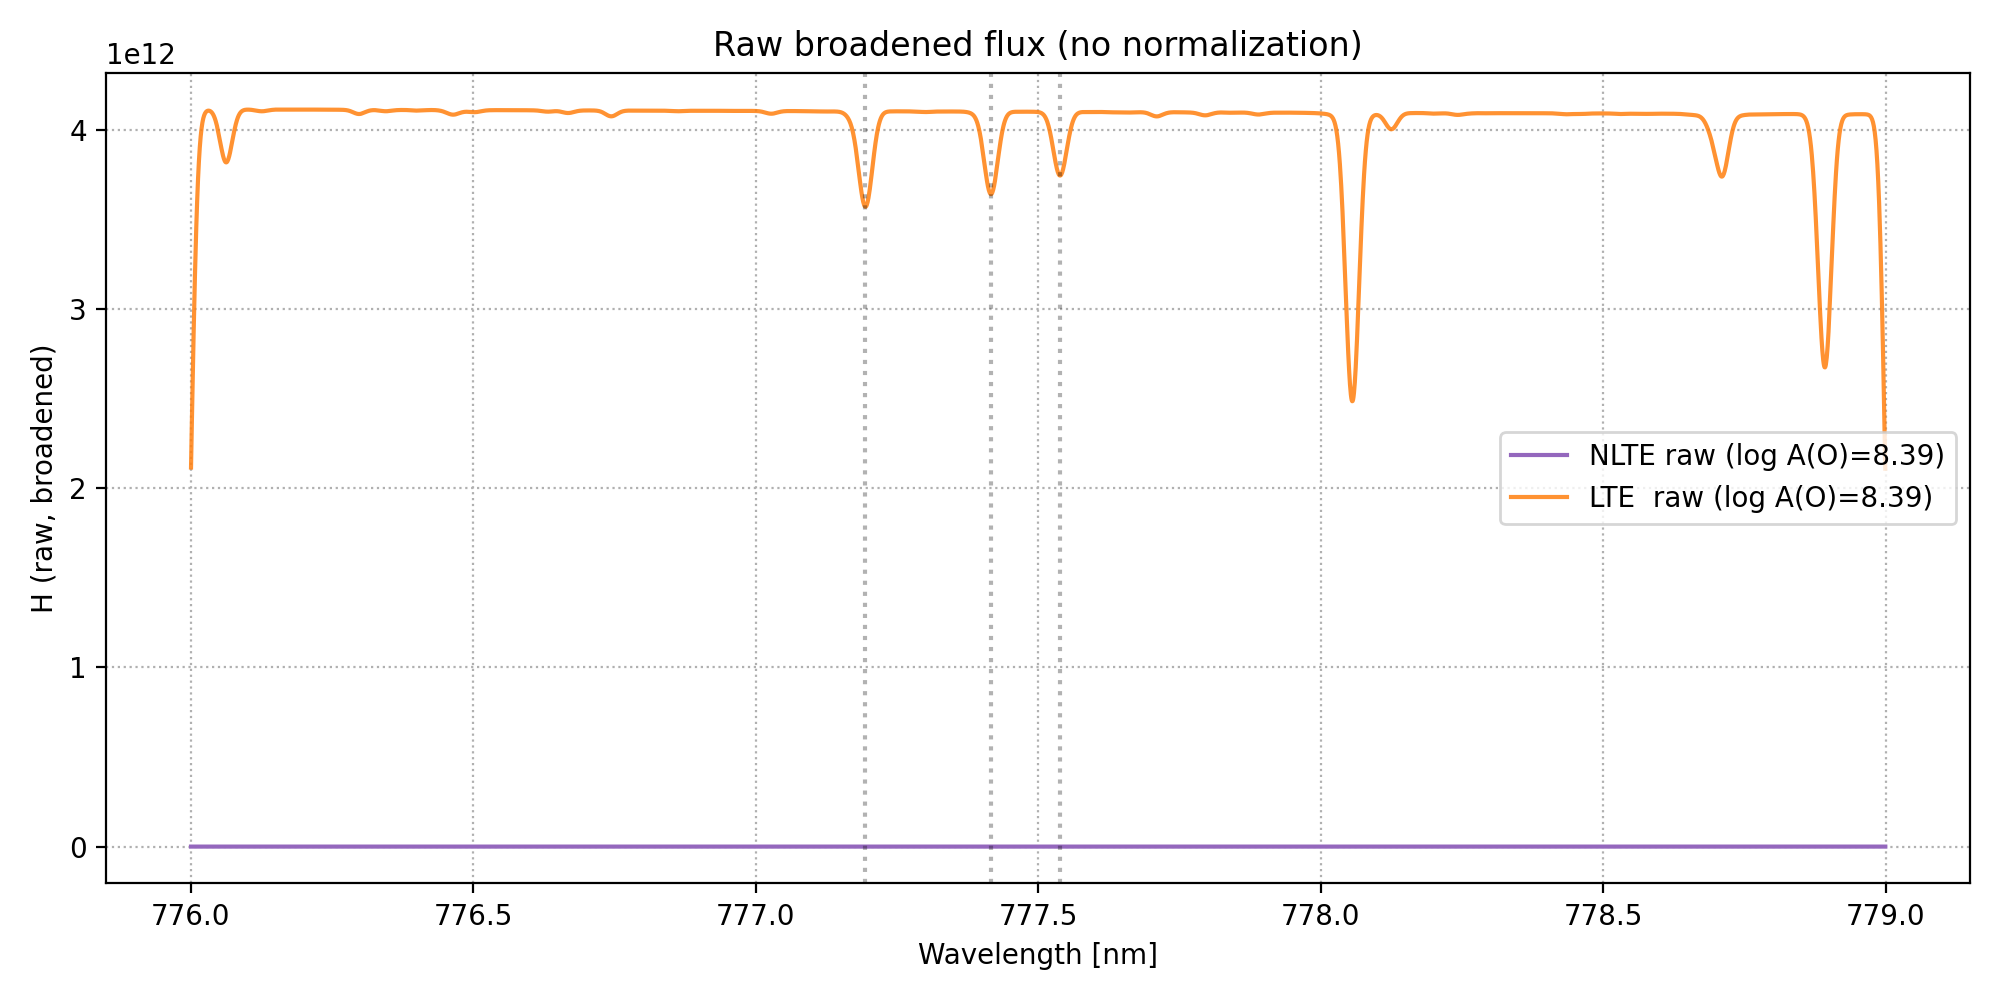 Raw broadened flux (no normalization)
1e12
4
3
2
1
0
H (raw, broadened)
NLTE raw (log A(O)=8.39)
LTE  raw (log A(O)=8.39)
776.0 776.5 777.0 777.5 778.0 778.5 779.0
Wavelength [nm]